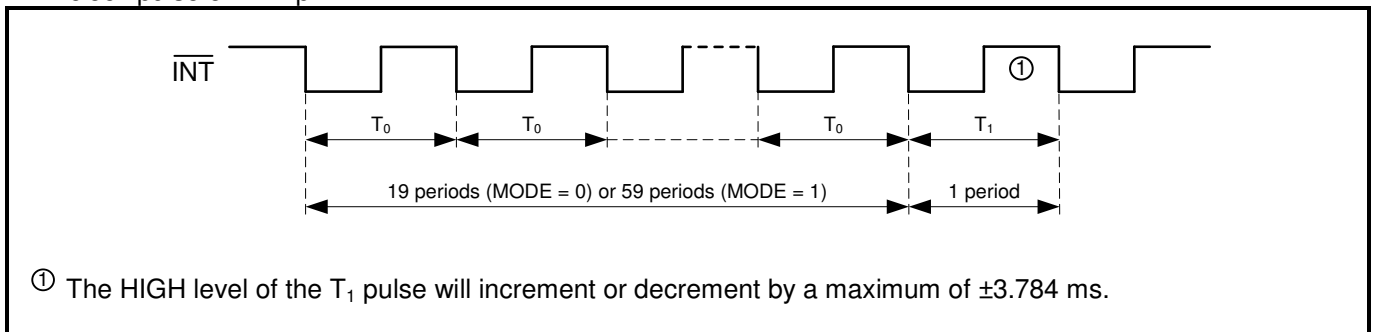 INT
T₀ T₀ T₀ T₁
19 periods (MODE = 0) or 59 periods (MODE = 1) 1 period
①
① The HIGH level of the T₁ pulse will increment or decrement by a maximum of ±3.784 ms.